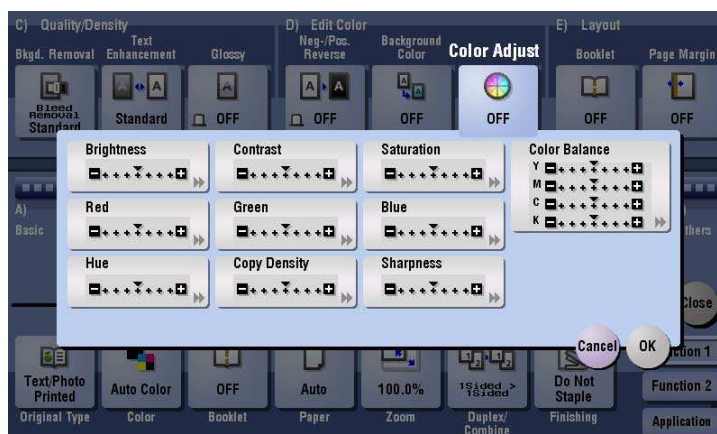 C) Quality/Density
D) Edit Color
E) Layout
Bkgd. Removal
Text
Enhancement
Glossy
Neg-/Pos.
Reverse
Background
Color
Color Adjust
Booklet
Page Margin
Bleed
Removal
Standard
Standard
OFF
OFF
OFF
OFF
OFF
OFF
Brightness
Contrast
Saturation
Color Balance
Y
M
C
K
A)
Basic
Red
Green
Blue
thers
Hue
Copy Density
Sharpness
Close
Cancel
OK
ction 1
Text/Photo
Printed
Auto Color
OFF
Auto
100.0%
1Sided >
1Sided
Do Not
Staple
Function 2
Original Type
Color
Booklet
Paper
Zoom
Duplex/
Combine
Finishing
Application